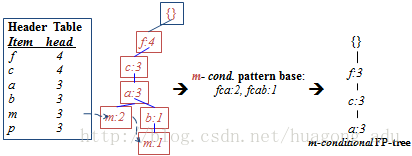 Header Table
Item head
f 4
c 4
a 3
b 3
m 3
p 3
{}
f:4
c:3
a:3
m:2
b:1
m:1
m- cond. pattern base:
fca:2, fcab:1
{}
f:3
c:3
a:3
m-conditional FP-tree
http://blog.csdn.net/huagong_adu